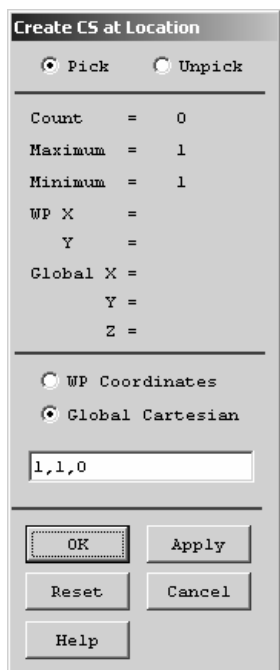 Create CS at Location
Pick Unpick
Count = 0
Maximum = 1
Minimum = 1
WP X =
Y =
Global X =
Y =
Z =
WP Coordinates
Global Cartesian
1,1,0
OK Apply
Reset Cancel
Help